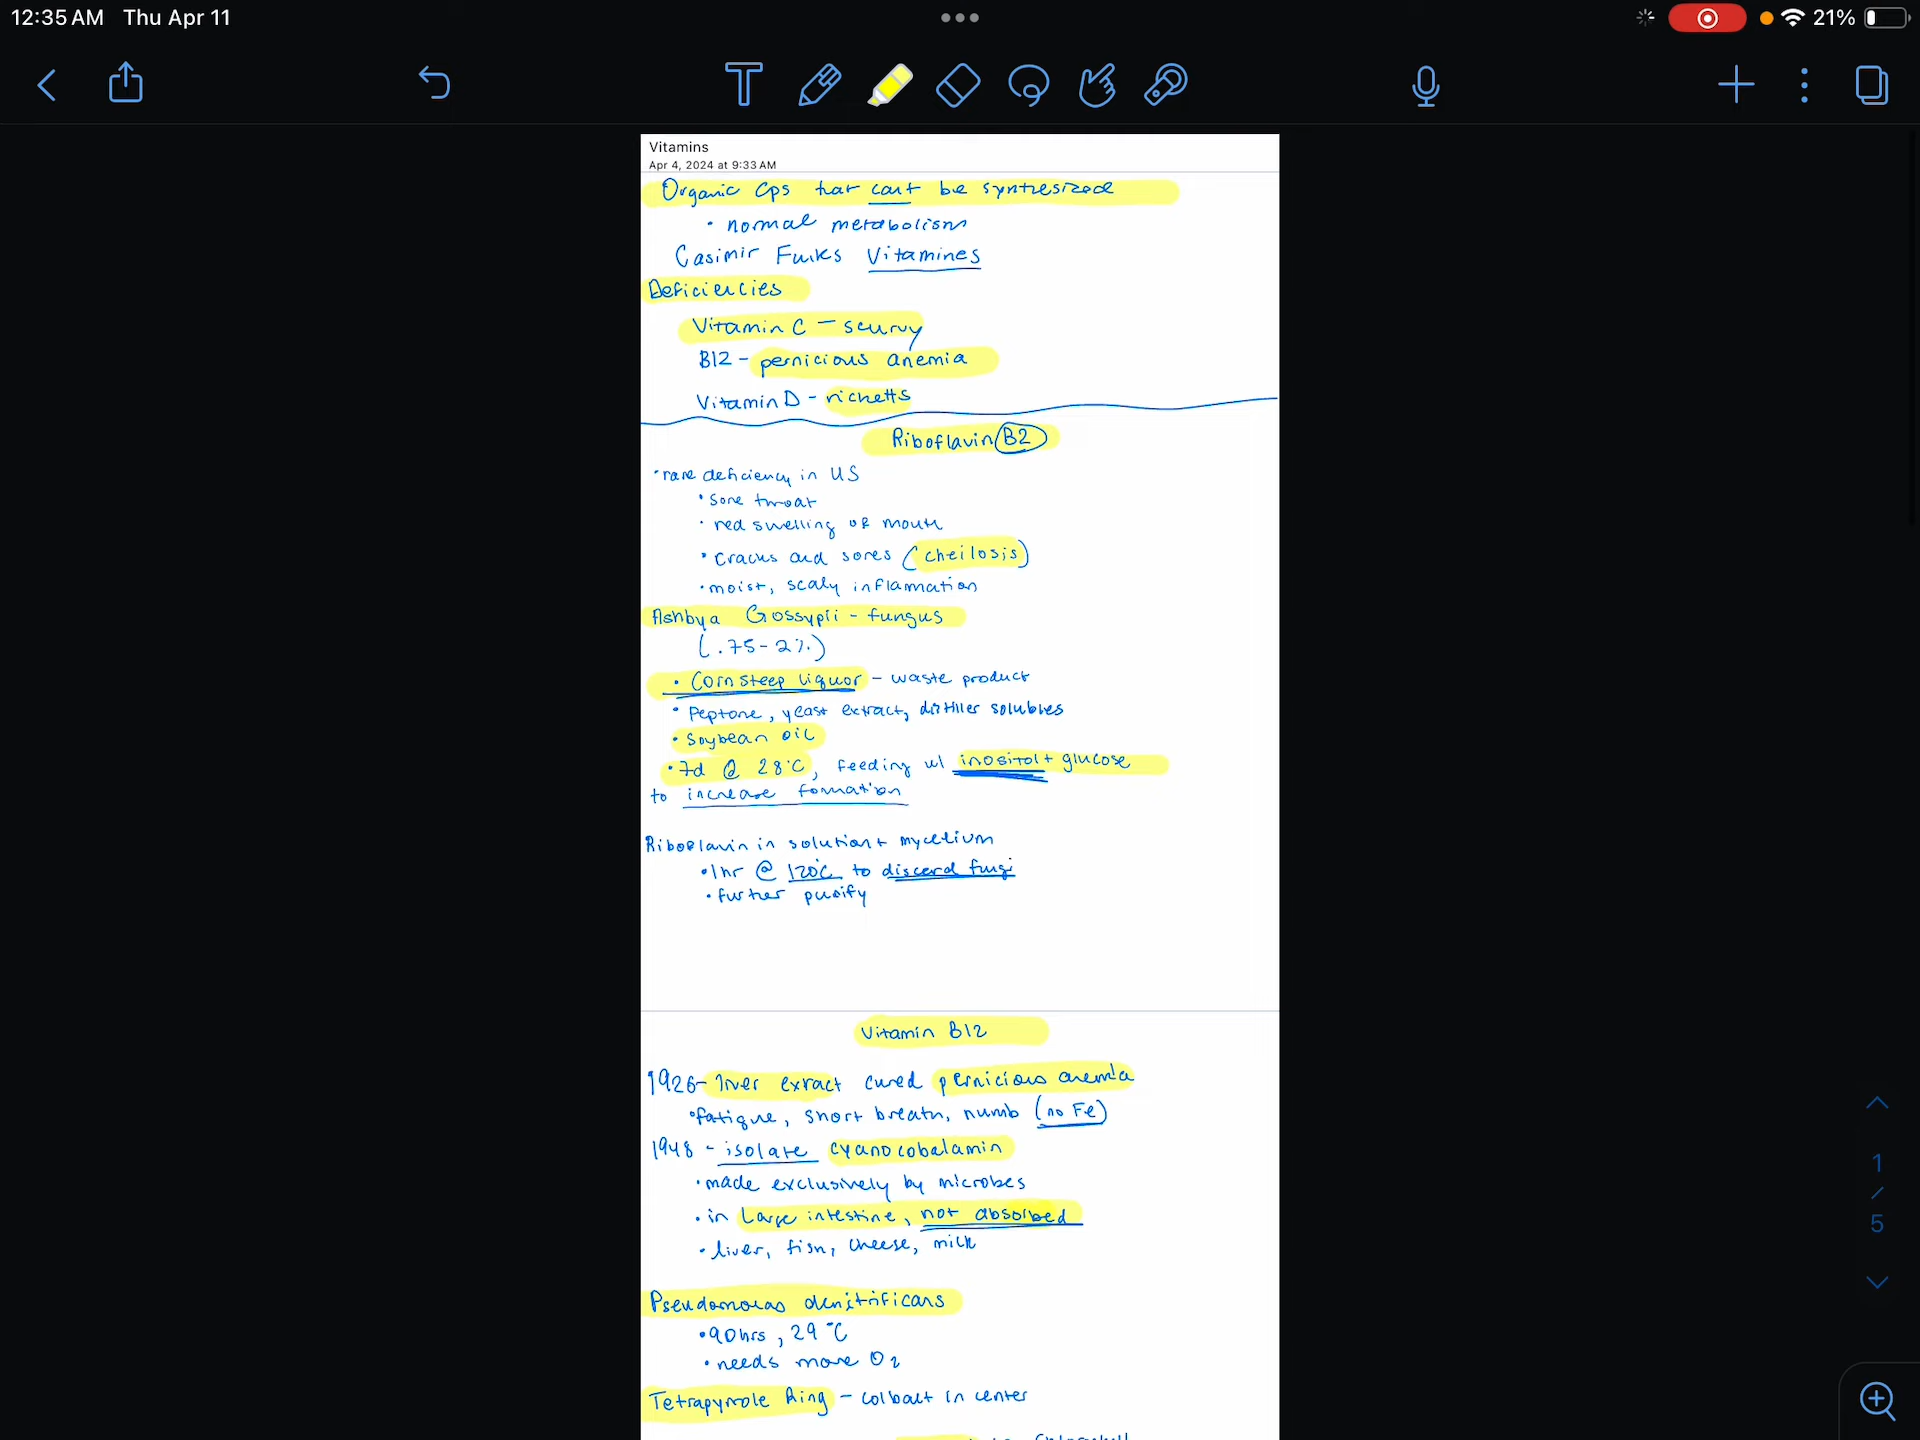 12:35 AM Thu Apr 11
21%
Vitamins
Apr 4, 2024 at 9:33 AM
Organic Cps that can't be synthesized
• normal metabolism
Casimir Funks Vitamines
Deficiencies
Vitamin C - scurvy
B12 - pernicious anemia
Vitamin D - ricketts
Riboflavin B2
• rare deficiency in US
• sore throat
• red swelling of mouth
• cracks and sores (cheilosis)
• moist, scaly inflammation
Ashbya Gossypii - fungus
(.75-2%)
• Corn steep liquor - waste product
• Peptone, yeast extract, distiller solubles
• Soybean oil
• 7d @ 28°C, feeding w/ inositol + glucose
to increase formation
Riboflavin in solution + mycelium
• 1hr @ 120°C to discard fungi
• further purify
Vitamin B12
1926 - liver extract cured pernicious anemia
• fatigue, short breath, numb (no Fe)
1948 - isolate cyanocobalamin
• made exclusively by microbes
• in large intestine, not absorbed
• liver, fish, cheese, milk
Pseudomonas denitrificans
• 90hrs, 29°C
• needs more O2
Tetrapyrrole Ring - colbalt in center
1
/
5